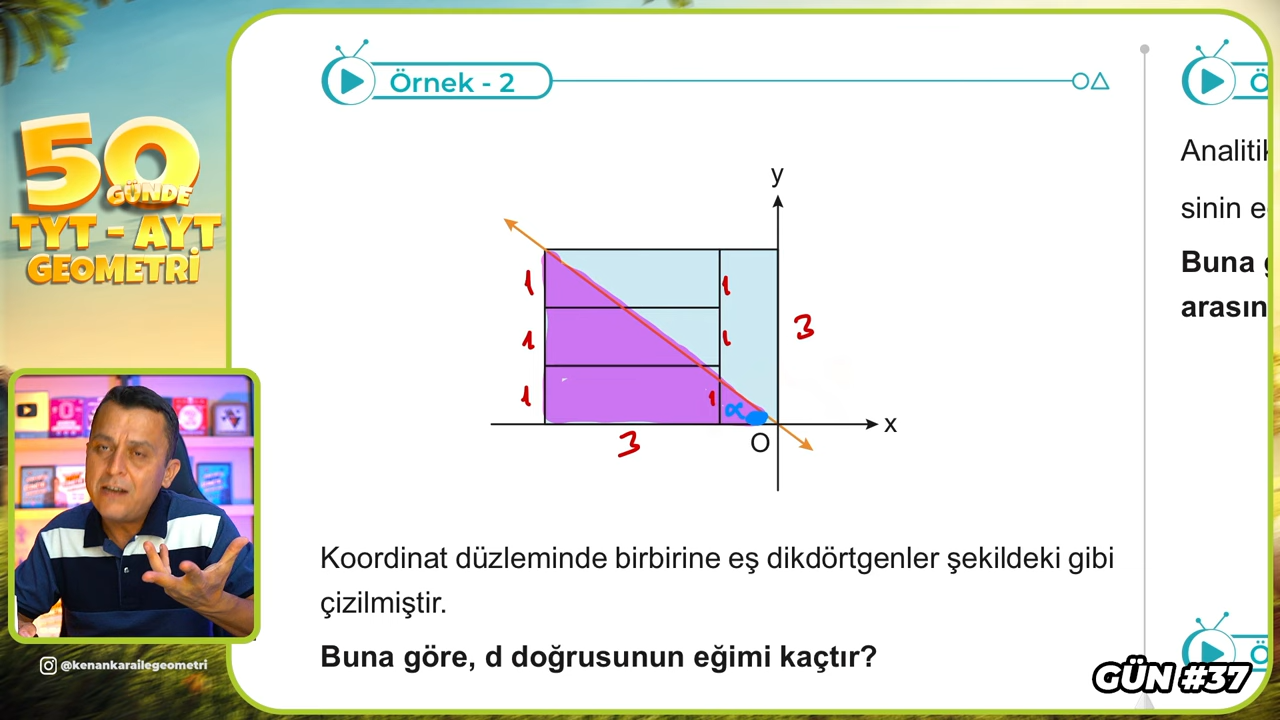 50
GÜNDE
TYT - AYT
GEOMETRİ
Örnek - 2
y
1
1
1
1
1
1
3
α
x
O
3
Koordinat düzleminde birbirine eş dikdörtgenler şekildeki gibi
çizilmiştir.
Buna göre, d doğrusunun eğimi kaçtır?
Ö
Analitik
sinin e
Buna g
arasın
Ö
@kenankarailegeometri
GÜN #37